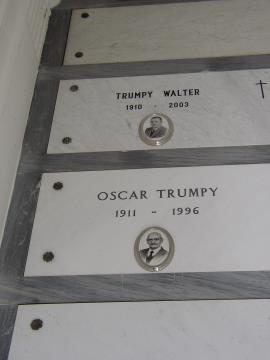 TRUMPY WALTER
1910 - 2003
OSCAR TRUMPY
1911 - 1996